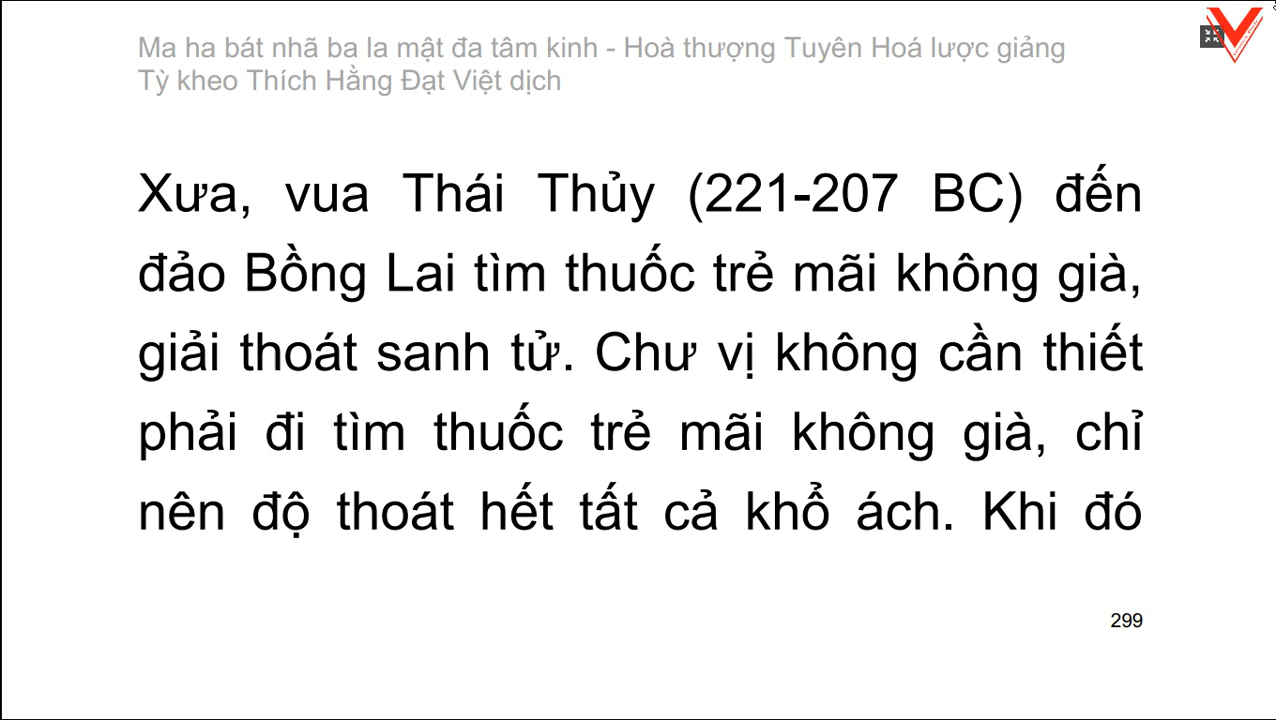 Ma ha bát nhã ba la mật đa tâm kinh - Hoà thượng Tuyên Hoá lược giảng
Tỳ kheo Thích Hằng Đạt Việt dịch
Xưa, vua Thái Thủy (221-207 BC) đến
đảo Bồng Lai tìm thuốc trẻ mãi không già,
giải thoát sanh tử. Chư vị không cần thiết
phải đi tìm thuốc trẻ mãi không già, chỉ
nên độ thoát hết tất cả khổ ách. Khi đó
299